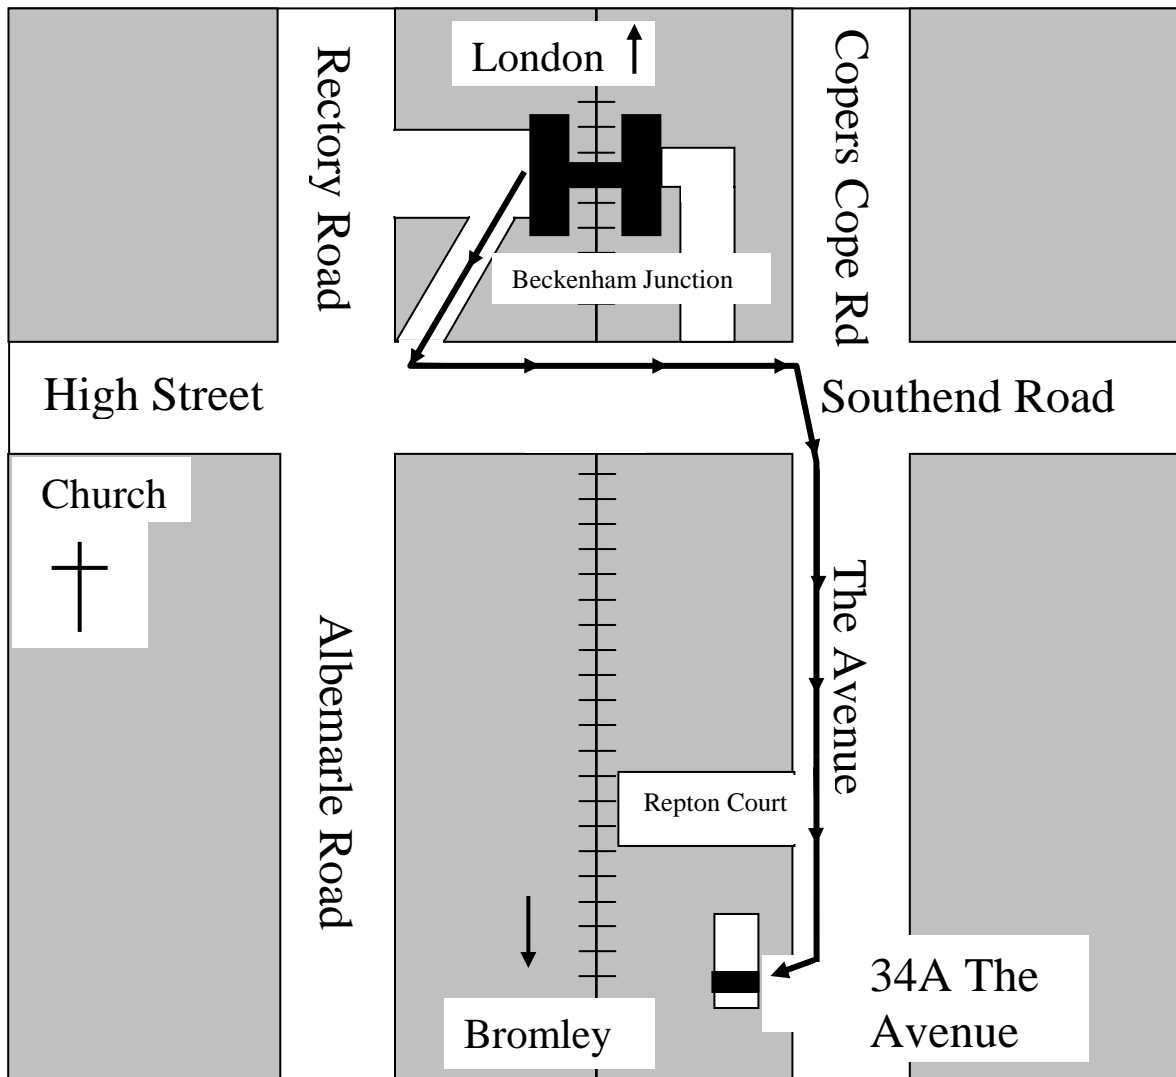 London
Rectory Road
Copers Cope Rd
Beckenham Junction
High Street
Southend Road
Church
The Avenue
Albemarle Road
Repton Court
34A The
Avenue
Bromley